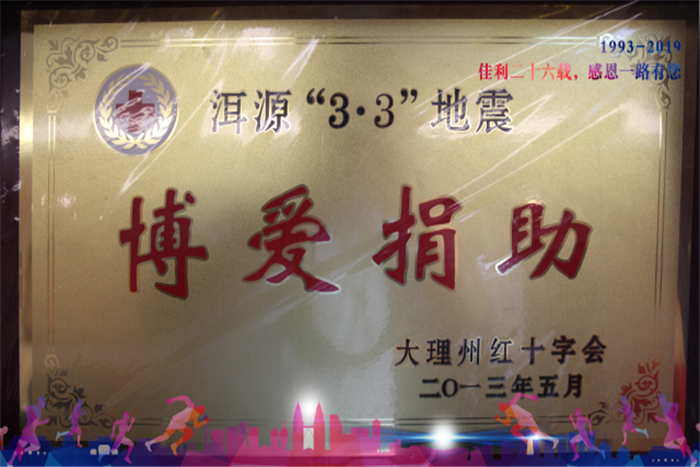 1993-2019
佳利二十六载，感恩一路有您
洱源“3·3”地震
博爱捐助
大理州红十字会
二〇一三年五月